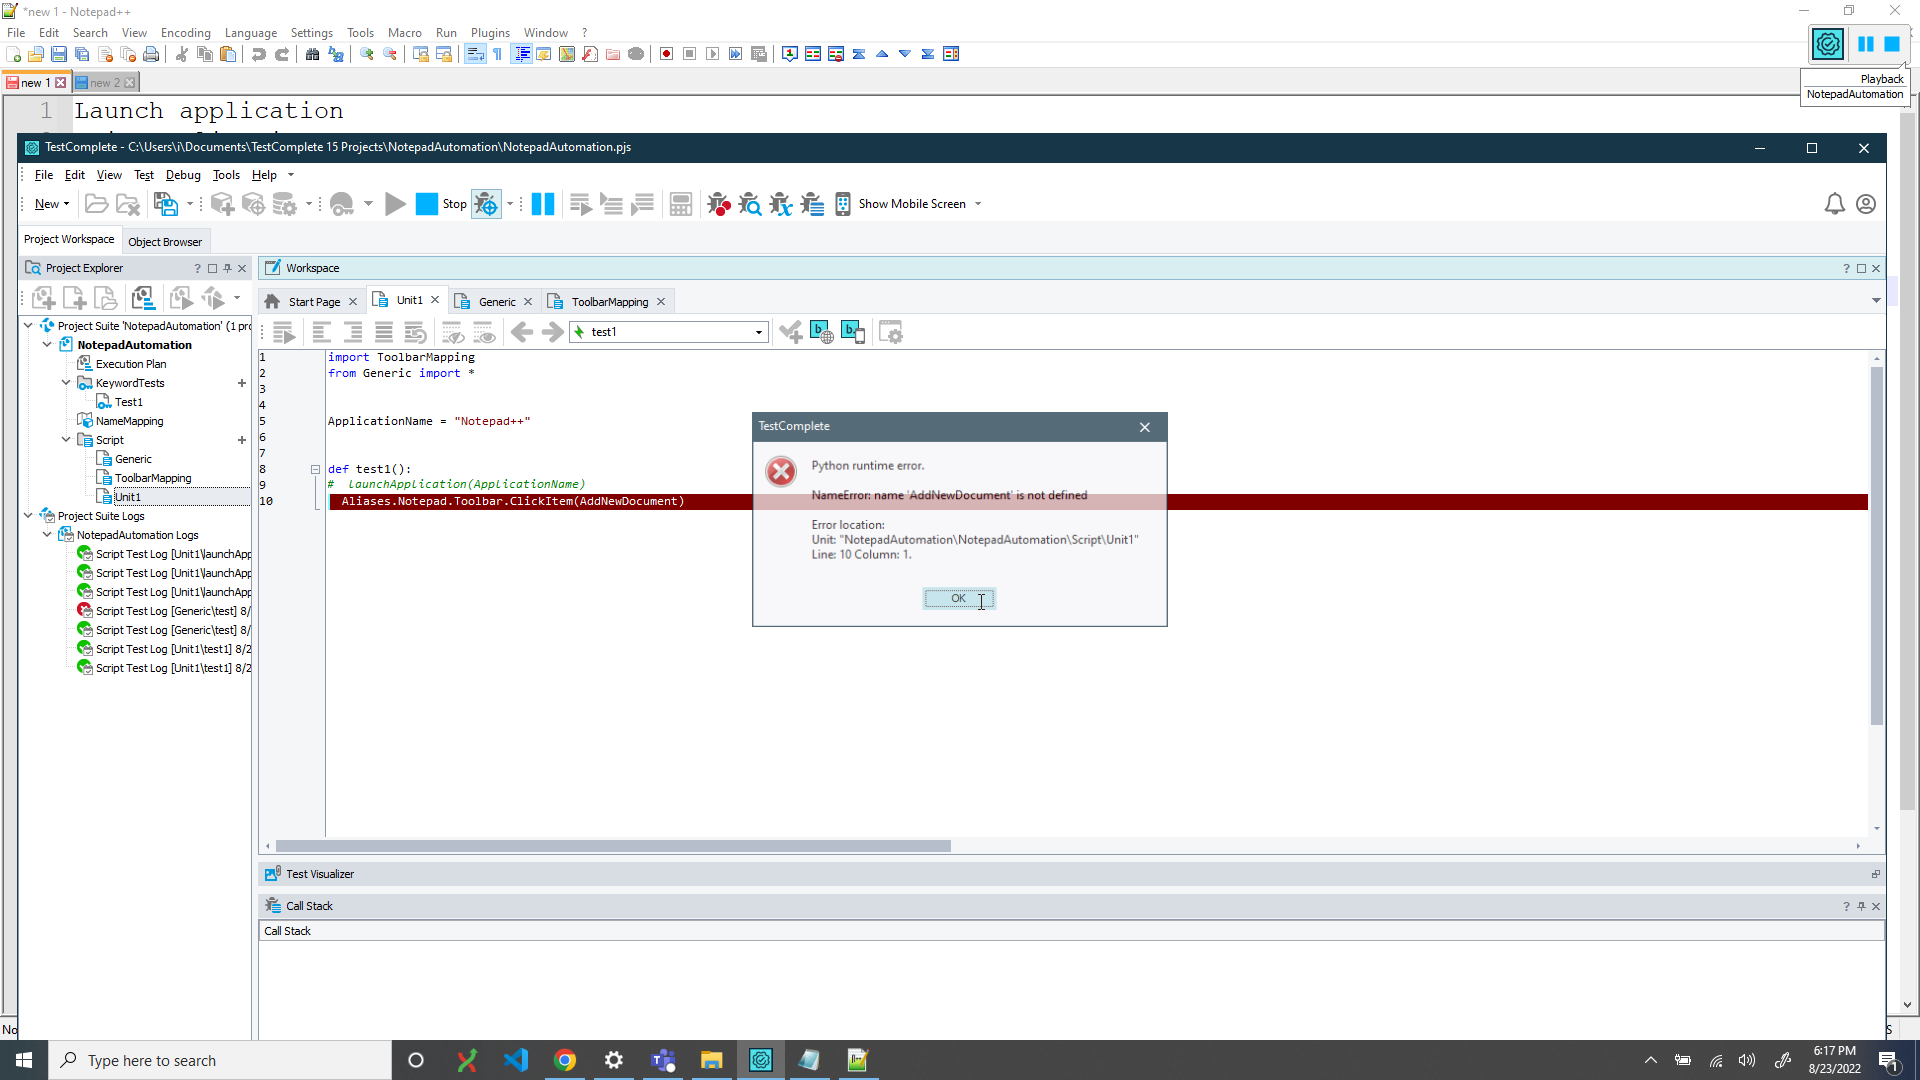 *new 1 - Notepad++
File Edit Search View Encoding Language Settings Tools Macro Run Plugins Window ?
new 1 new 2
Playback
NotepadAutomation
1 Launch application
TestComplete - C:\Users\i\Documents\TestComplete 15 Projects\NotepadAutomation\NotepadAutomation.pjs
File Edit View Test Debug Tools Help
New Stop Show Mobile Screen
Project Workspace Object Browser
Project Explorer ?
Workspace ?
Start Page Unit1 Generic ToolbarMapping
test1
Project Suite 'NotepadAutomation' (1 pro
NotepadAutomation
Execution Plan
KeywordTests
Test1
NameMapping
Script
Generic
ToolbarMapping
Unit1
Project Suite Logs
NotepadAutomation Logs
Script Test Log [Unit1\launchApp
Script Test Log [Unit1\launchApp
Script Test Log [Unit1\launchApp
Script Test Log [Generic\test] 8/
Script Test Log [Generic\test] 8/
Script Test Log [Unit1\test1] 8/2
Script Test Log [Unit1\test1] 8/2
1 import ToolbarMapping
2 from Generic import *
3
4
5 ApplicationName = "Notepad++"
6
7
8 def test1():
9 # launchApplication(ApplicationName)
10 Aliases.Notepad.Toolbar.ClickItem(AddNewDocument)
TestComplete
Python runtime error.
NameError: name 'AddNewDocument' is not defined
Error location:
Unit: "NotepadAutomation\NotepadAutomation\Script\Unit1"
Line: 10 Column: 1.
OK
Test Visualizer
Call Stack ?
Call Stack
No
S
Type here to search
6:17 PM
8/23/2022
1